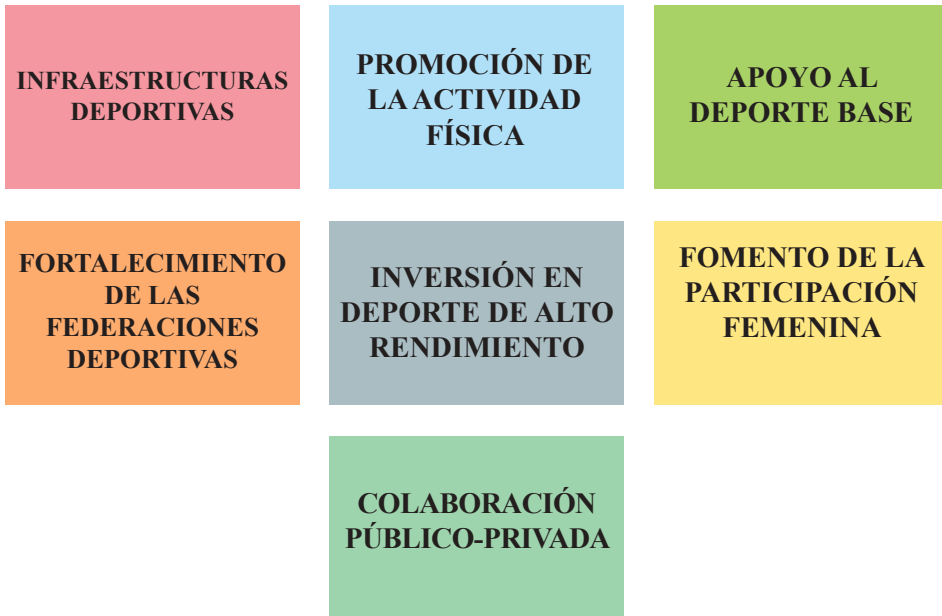 INFRAESTRUCTURAS
DEPORTIVAS
PROMOCIÓN DE
LA ACTIVIDAD
FÍSICA
APOYO AL
DEPORTE BASE
FORTALECIMIENTO
DE LAS
FEDERACIONES
DEPORTIVAS
INVERSIÓN EN
DEPORTE DE ALTO
RENDIMIENTO
FOMENTO DE LA
PARTICIPACIÓN
FEMENINA
COLABORACIÓN
PÚBLICO-PRIVADA